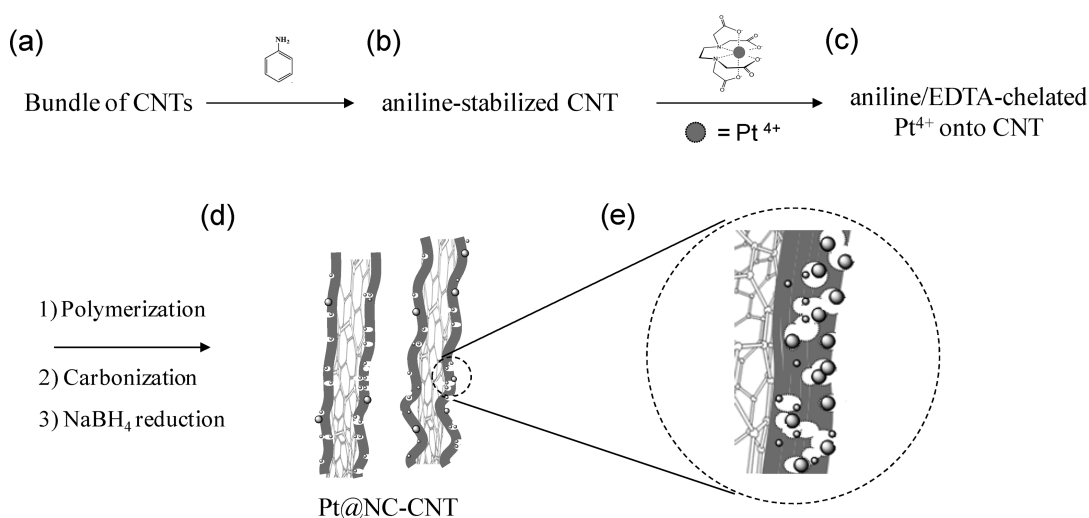 (a)
NH2
(b)
O
O-
O
O-
N
N
O-
O
O-
O
(c)
Bundle of CNTs
aniline-stabilized CNT
= Pt 4+
aniline/EDTA-chelated
Pt4+ onto CNT
(d)
(e)
1) Polymerization
2) Carbonization
3) NaBH4 reduction
Pt@NC-CNT